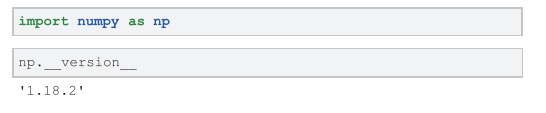 import numpy as np
np.__version__
'1.18.2'